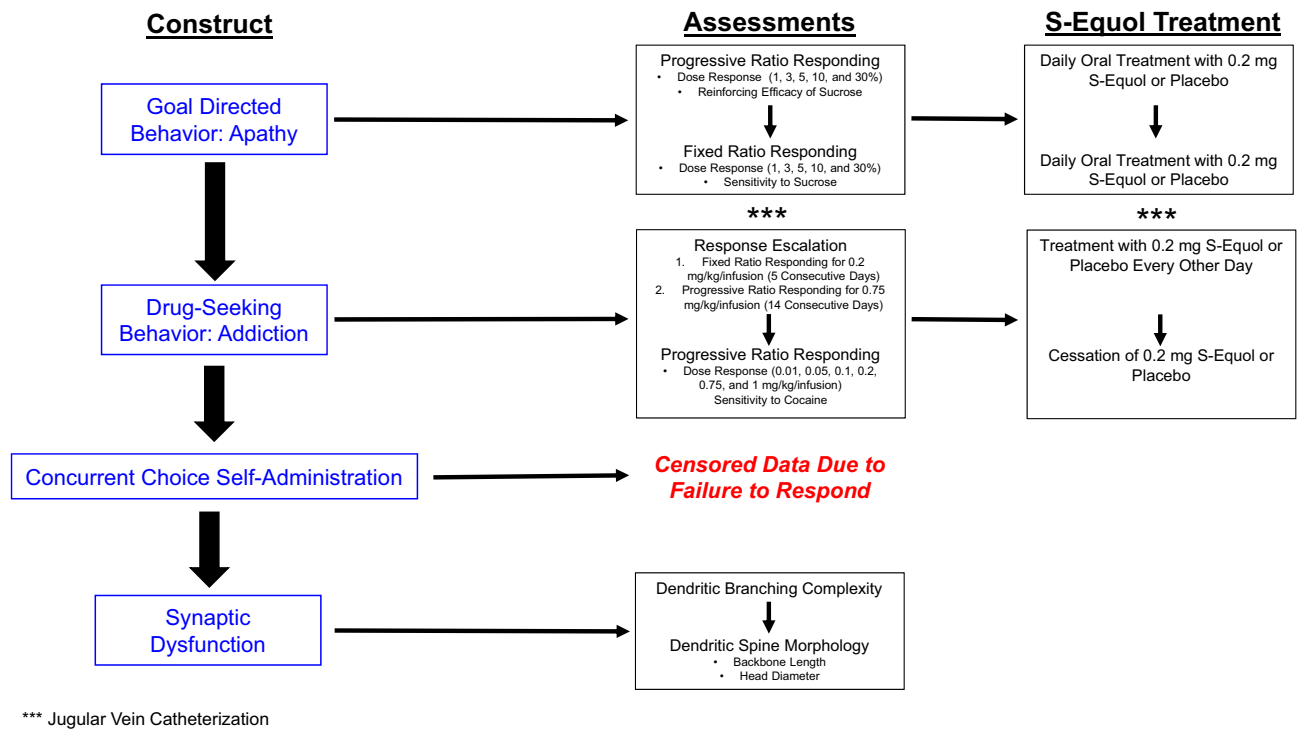 Construct
Assessments
S-Equol Treatment
Goal Directed
Behavior: Apathy
Progressive Ratio Responding
• Dose Response (1, 3, 5, 10, and 30%)
• Reinforcing Efficacy of Sucrose
Fixed Ratio Responding
• Dose Response (1, 3, 5, 10, and 30%)
• Sensitivity to Sucrose
Daily Oral Treatment with 0.2 mg
S-Equol or Placebo
Daily Oral Treatment with 0.2 mg
S-Equol or Placebo
***
***
Drug-Seeking
Behavior: Addiction
Response Escalation
1. Fixed Ratio Responding for 0.2
mg/kg/infusion (5 Consecutive Days)
2. Progressive Ratio Responding for 0.75
mg/kg/infusion (14 Consecutive Days)
Progressive Ratio Responding
• Dose Response (0.01, 0.05, 0.1, 0.2,
0.75, and 1 mg/kg/infusion)
Sensitivity to Cocaine
Treatment with 0.2 mg S-Equol or
Placebo Every Other Day
Cessation of 0.2 mg S-Equol or
Placebo
Concurrent Choice Self-Administration
Censored Data Due to
Failure to Respond
Synaptic
Dysfunction
Dendritic Branching Complexity
Dendritic Spine Morphology
• Backbone Length
• Head Diameter
*** Jugular Vein Catheterization